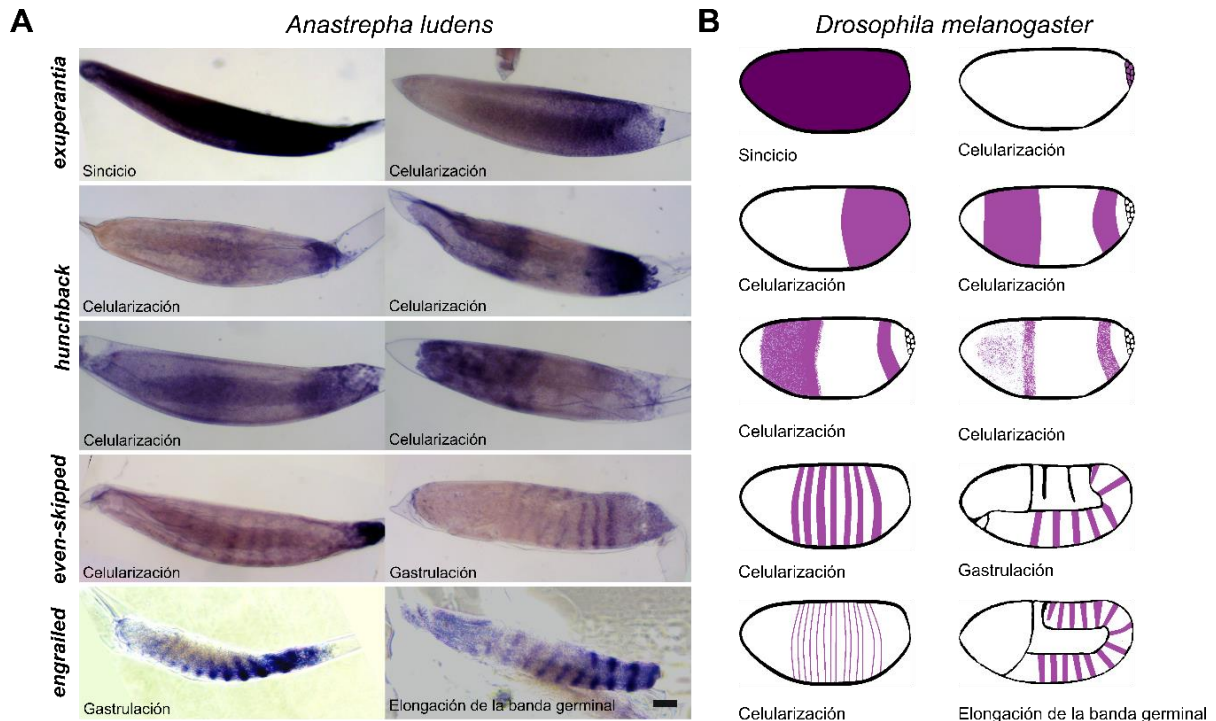 A
Anastrepha ludens
B
Drosophila melanogaster
exuperantia
Sincicio
Celularización
Sincicio
Celularización
hunchback
Celularización
Celularización
Celularización
Celularización
Celularización
Celularización
Celularización
Celularización
even-skipped
Celularización
Gastrulación
Celularización
Gastrulación
engrailed
Gastrulación
Elongación de la banda germinal
Celularización
Elongación de la banda germinal